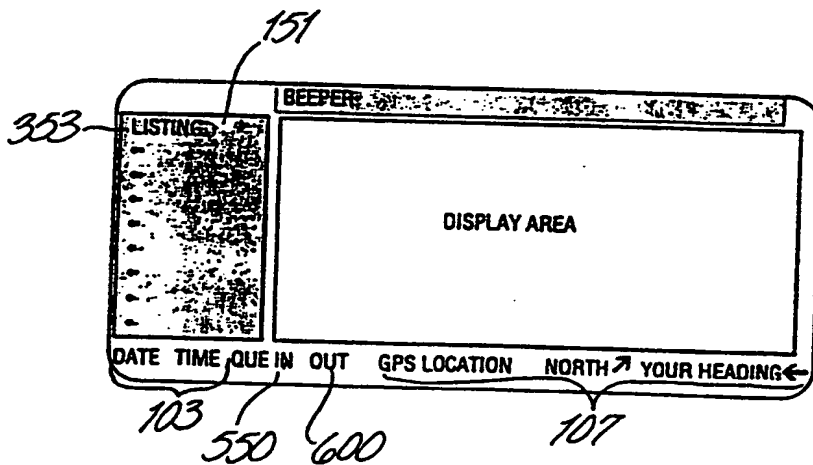 151
BEEPER:
353
LISTING:
DISPLAY AREA
DATE TIME QUE IN OUT GPS LOCATION NORTH YOUR HEADING
103
550
600
107